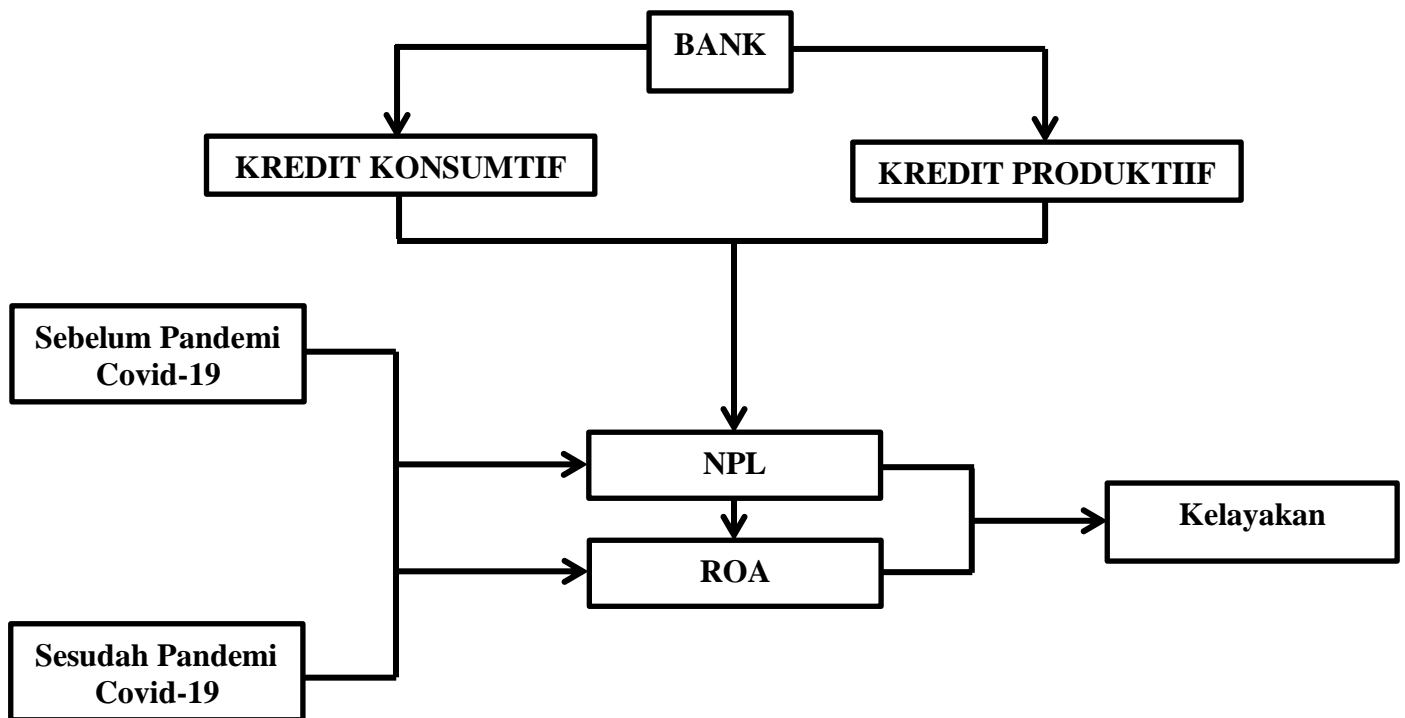 BANK
KREDIT KONSUMTIF
KREDIT PRODUKTIIF
Sebelum Pandemi
Covid-19
NPL
Kelayakan
ROA
Sesudah Pandemi
Covid-19